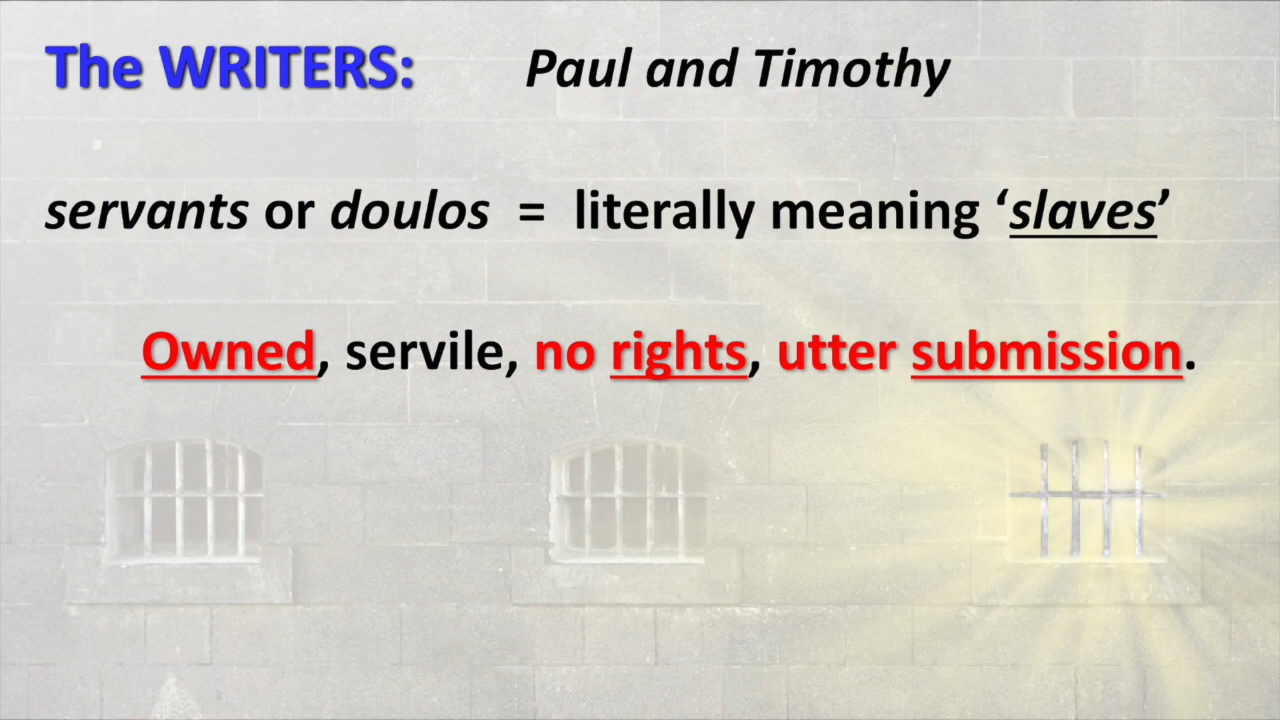 The WRITERS: Paul and Timothy
servants or doulos = literally meaning ‘slaves’
Owned, servile, no rights, utter submission.